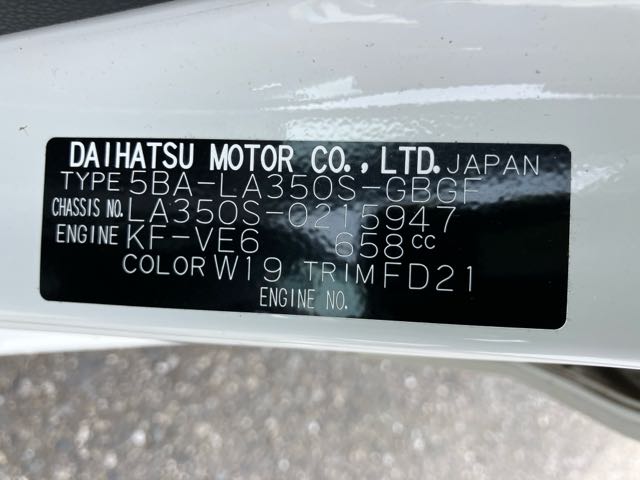 DAIHATSU MOTOR CO., LTD. JAPAN
TYPE 5BA-LA350S-GBGF
CHASSIS NO. LA350S-0215947
ENGINE KF-VE6 658cc
COLOR W19 TRIM FD21
ENGINE NO.